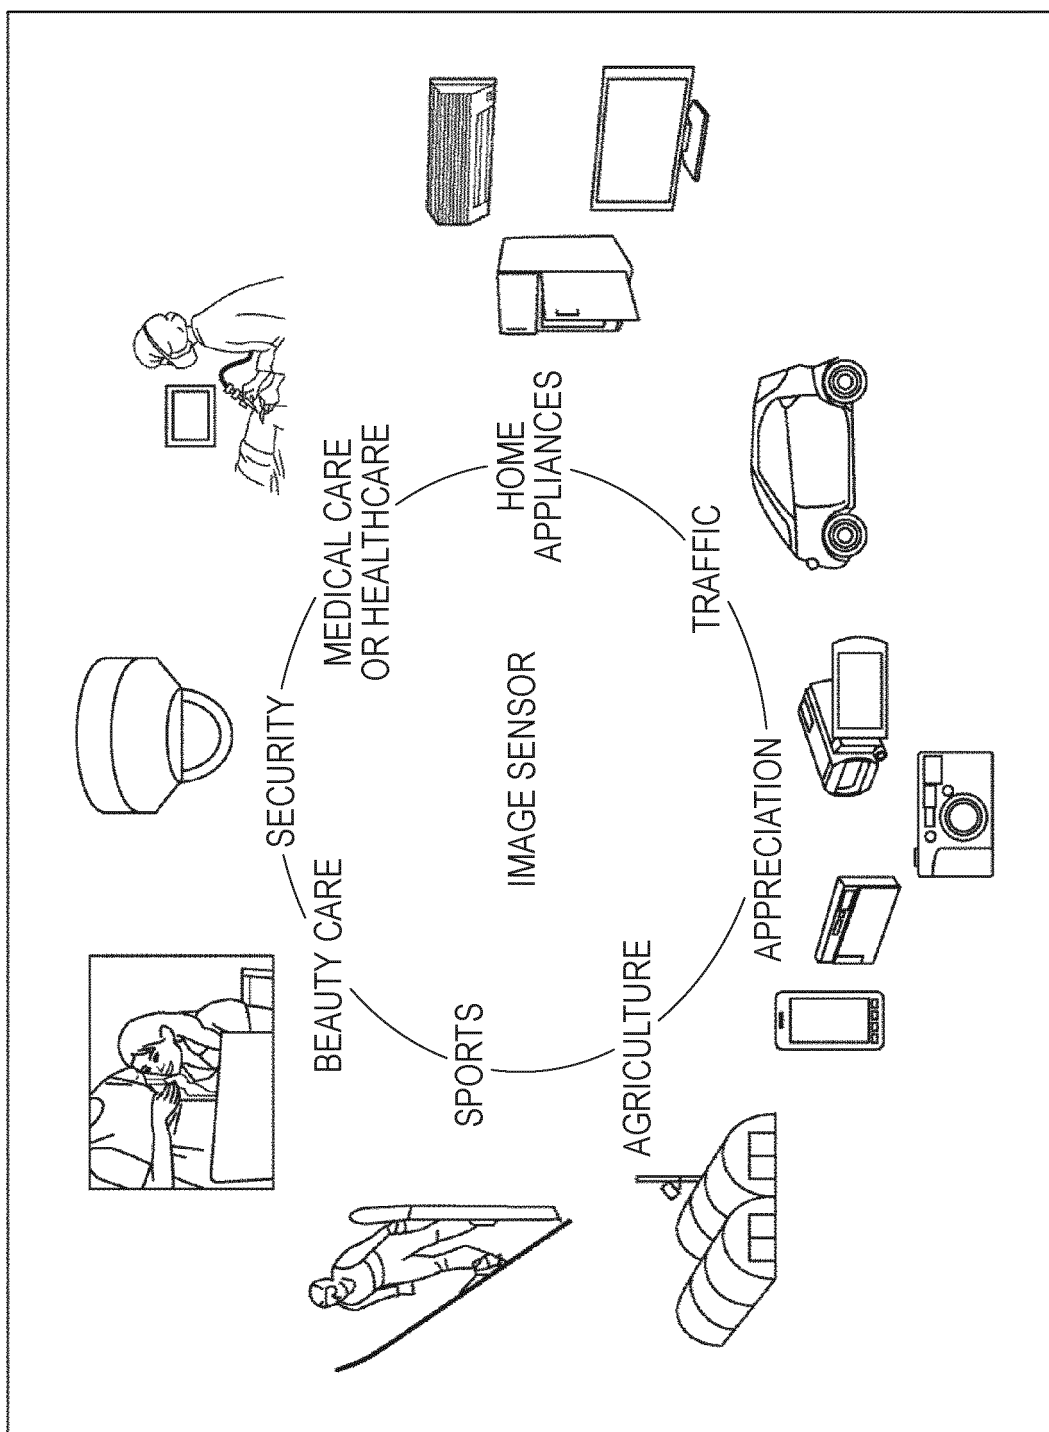 SECURITY
MEDICAL CARE
OR HEALTHCARE
HOME
APPLIANCES
TRAFFIC
APPRECIATION
AGRICULTURE
SPORTS
BEAUTY CARE
IMAGE SENSOR